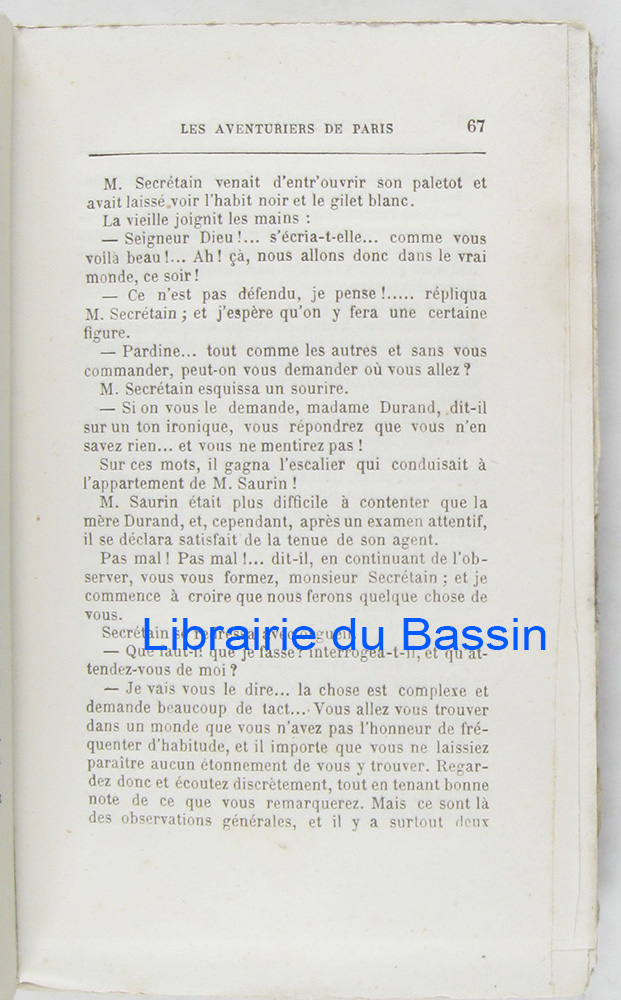 LES AVENTURIERS DE PARIS 67
M. Secrétain venait d'entr'ouvrir son paletot et
avait laissé voir l'habit noir et le gilet blanc.
La vieille joignit les mains :
— Seigneur Dieu !... s'écria-t-elle... comme vous
voilà beau !... Ah ! çà, nous allons donc dans le vrai
monde, ce soir !
— Ce n'est pas défendu, je pense !..... répliqua
M. Secrétain ; et j'espère qu'on y fera une certaine
figure.
— Pardine... tout comme les autres et sans vous
commander, peut-on vous demander où vous allez ?
M. Secrétain esquissa un sourire.
— Si on vous le demande, madame Durand, dit-il
sur un ton ironique, vous répondrez que vous n'en
savez rien... et vous ne mentirez pas !
Sur ces mots, il gagna l'escalier qui conduisait à
l'appartement de M. Saurin !
M. Saurin était plus difficile à contenter que la
mère Durand, et, cependant, après un examen attentif,
il se déclara satisfait de la tenue de son agent.
Pas mal ! Pas mal !... dit-il, en continuant de l'ob-
server, vous vous formez, monsieur Secrétain ; et je
commence à croire que nous ferons quelque chose de
vous.
Secrétain se redressa avec orgueil.
Librairie du Bassin
— Que faut-il que je fasse ? interrogea-t-il, et qu'at-
tendez-vous de moi ?
— Je vais vous le dire... la chose est complexe et
demande beaucoup de tact... Vous allez vous trouver
dans un monde que vous n'avez pas l'honneur de fré-
quenter d'habitude, et il importe que vous ne laissiez
paraître aucun étonnement de vous y trouver. Regar-
dez donc et écoutez discrètement, tout en tenant bonne
note de ce que vous remarquerez. Mais ce sont là
des observations générales, et il y a surtout deux